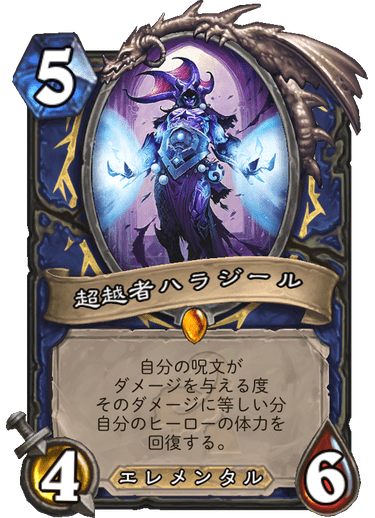 5
超越者ハラジール
自分の呪文が
ダメージを与える度
そのダメージに等しい分
自分のヒーローの体力を
回復する。
4
エレメンタル
6